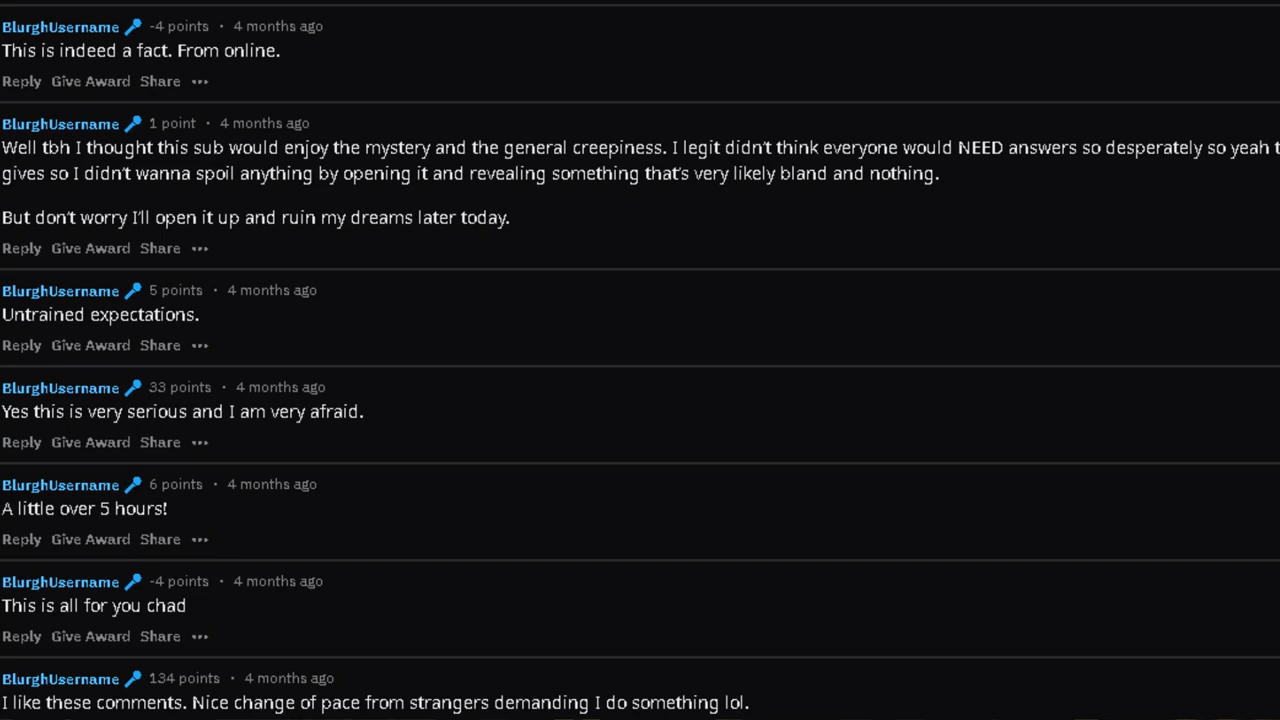 BlurghUsername -4 points · 4 months ago
This is indeed a fact. From online.
Reply Give Award Share ...
BlurghUsername 1 point · 4 months ago
Well tbh I thought this sub would enjoy the mystery and the general creepiness. I legit didn't think everyone would NEED answers so desperately so yeah
gives so I didn't wanna spoil anything by opening it and revealing something that's very likely bland and nothing.
But don't worry I'll open it up and ruin my dreams later today.
Reply Give Award Share ...
BlurghUsername 5 points · 4 months ago
Untrained expectations.
Reply Give Award Share ...
BlurghUsername 33 points · 4 months ago
Yes this is very serious and I am very afraid.
Reply Give Award Share ...
BlurghUsername 6 points · 4 months ago
A little over 5 hours!
Reply Give Award Share ...
BlurghUsername -4 points · 4 months ago
This is all for you chad
Reply Give Award Share ...
BlurghUsername 134 points · 4 months ago
I like these comments. Nice change of pace from strangers demanding I do something lol.